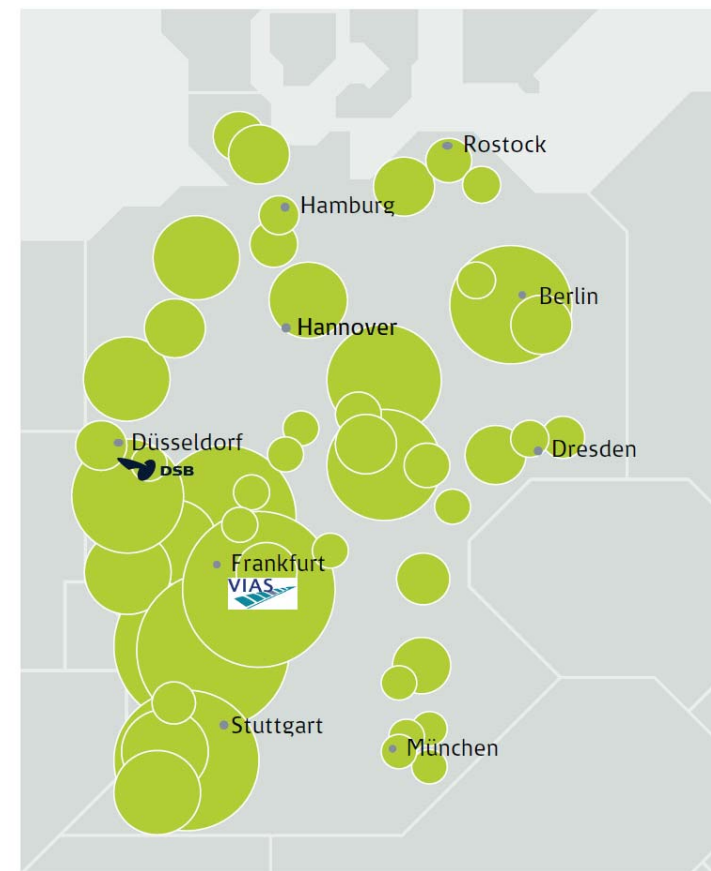 Rostock
Hamburg
Berlin
Hannover
Düsseldorf
DSB
Dresden
Frankfurt
VIAS
Stuttgart
München